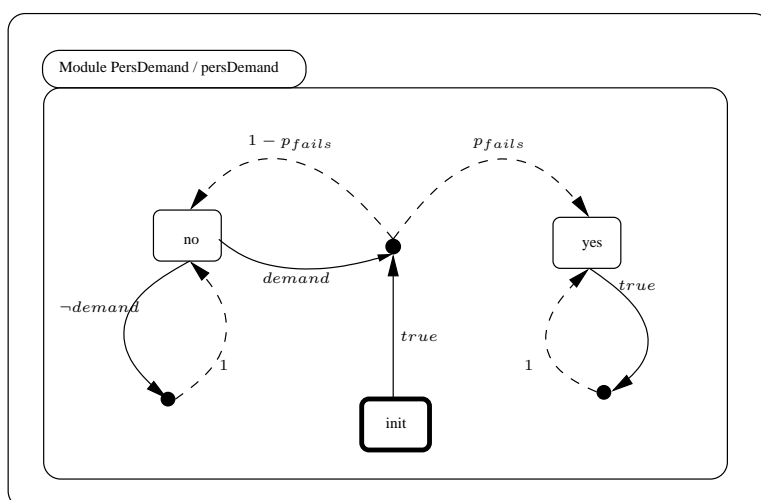 Module PersDemand / persDemand
1 − p_fails
p_fails
no
yes
demand
¬demand
true
true
1
1
init